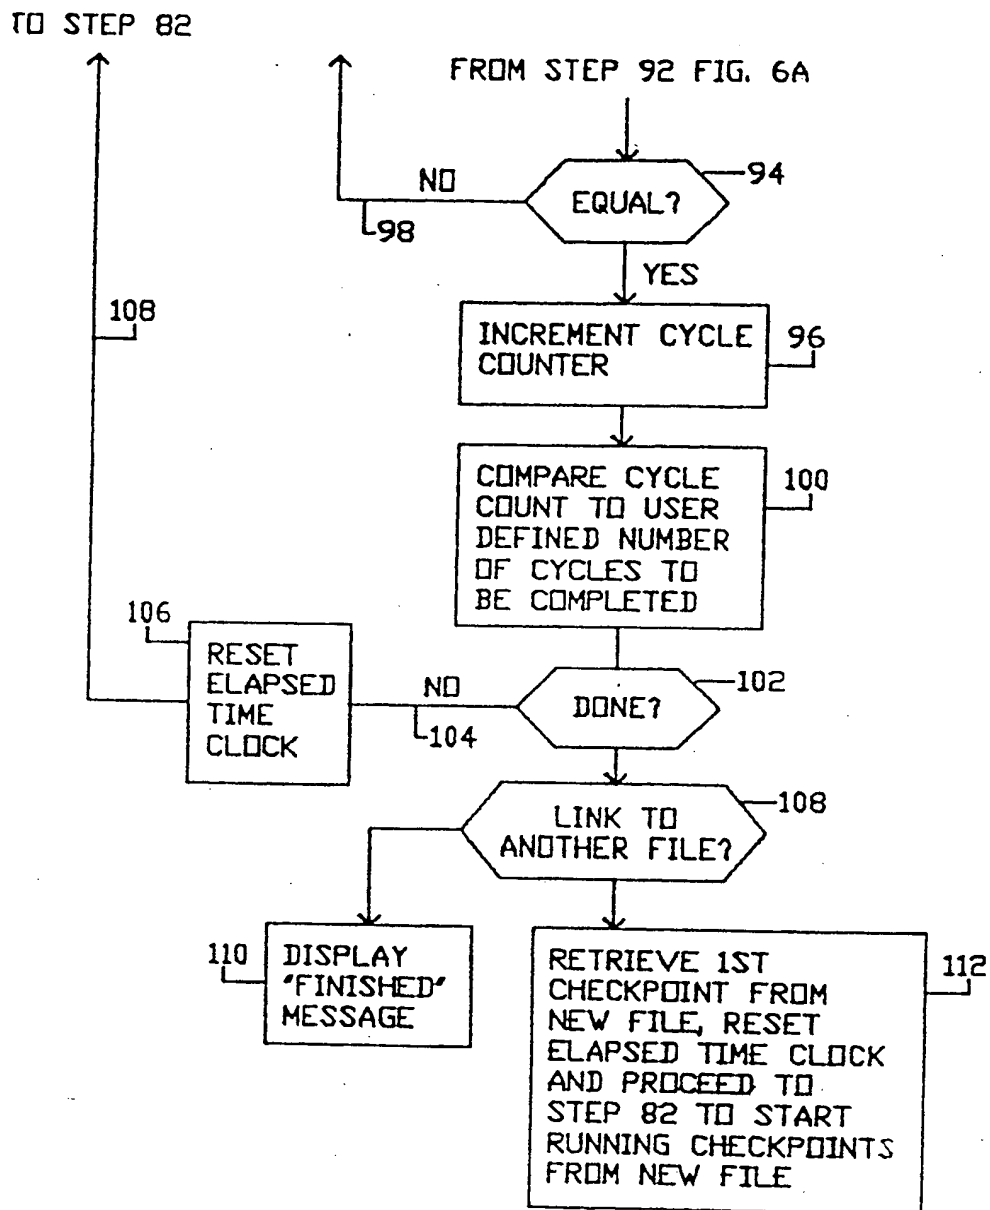 TO STEP 82
FROM STEP 92 FIG. 6A
94
NO
EQUAL?
98
YES
108
INCREMENT CYCLE
COUNTER
96
COMPARE CYCLE
COUNT TO USER
DEFINED NUMBER
OF CYCLES TO
BE COMPLETED
100
106
RESET
ELAPSED
TIME
CLOCK
NO
104
DONE?
102
LINK TO
ANOTHER FILE?
108
110
DISPLAY
"FINISHED"
MESSAGE
RETRIEVE 1ST
CHECKPOINT FROM
NEW FILE, RESET
ELAPSED TIME CLOCK
AND PROCEED TO
STEP 82 TO START
RUNNING CHECKPOINTS
FROM NEW FILE
112